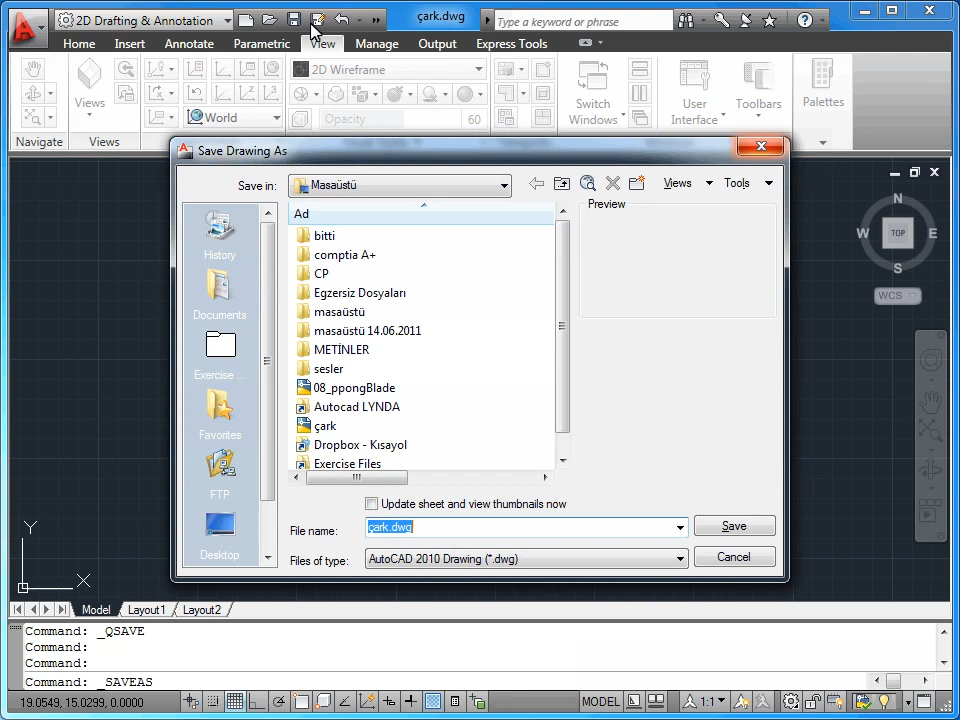 2D Drafting & Annotation
çark.dwg
Type a keyword or phrase
Home Insert Annotate Parametric View Manage Output Express Tools
2D Wireframe
World
Opacity 60
Views
Switch Windows
User Interface
Toolbars
Palettes
Navigate
Views
Save Drawing As
Save in: Masaüstü
Views Tools
Ad
Preview
bitti
comptia A+
CP
Egzersiz Dosyaları
masaüstü
masaüstü 14.06.2011
METİNLER
sesler
08_ppongBlade
Autocad LYNDA
çark
Dropbox - Kısayol
Exercise Files
History
Documents
Exercise ...
Favorites
FTP
Desktop
Update sheet and view thumbnails now
File name: çark.dwg Save
Files of type: AutoCAD 2010 Drawing (*.dwg) Cancel
N
W TOP E
S
WCS
Y
X
Model Layout1 Layout2
Command: _QSAVE
Command:
Command:
Command: _SAVEAS
19.0549, 15.0299, 0.0000
MODEL
1:1